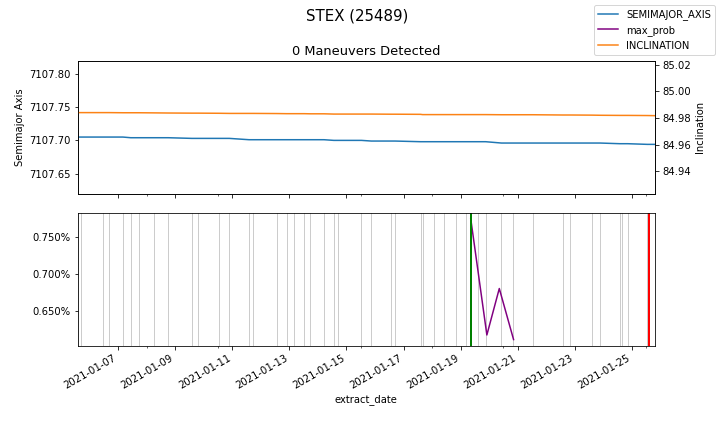 STEX (25489)
SEMIMAJOR_AXIS
max_prob
INCLINATION
0 Maneuvers Detected
7107.80
7107.75
7107.70
7107.65
Semimajor Axis
85.02
85.00
84.98
84.96
84.94
Inclination
0.750%
0.700%
0.650%
2021-01-07
2021-01-09
2021-01-11
2021-01-13
2021-01-15
2021-01-17
2021-01-19
2021-01-21
2021-01-23
2021-01-25
extract_date